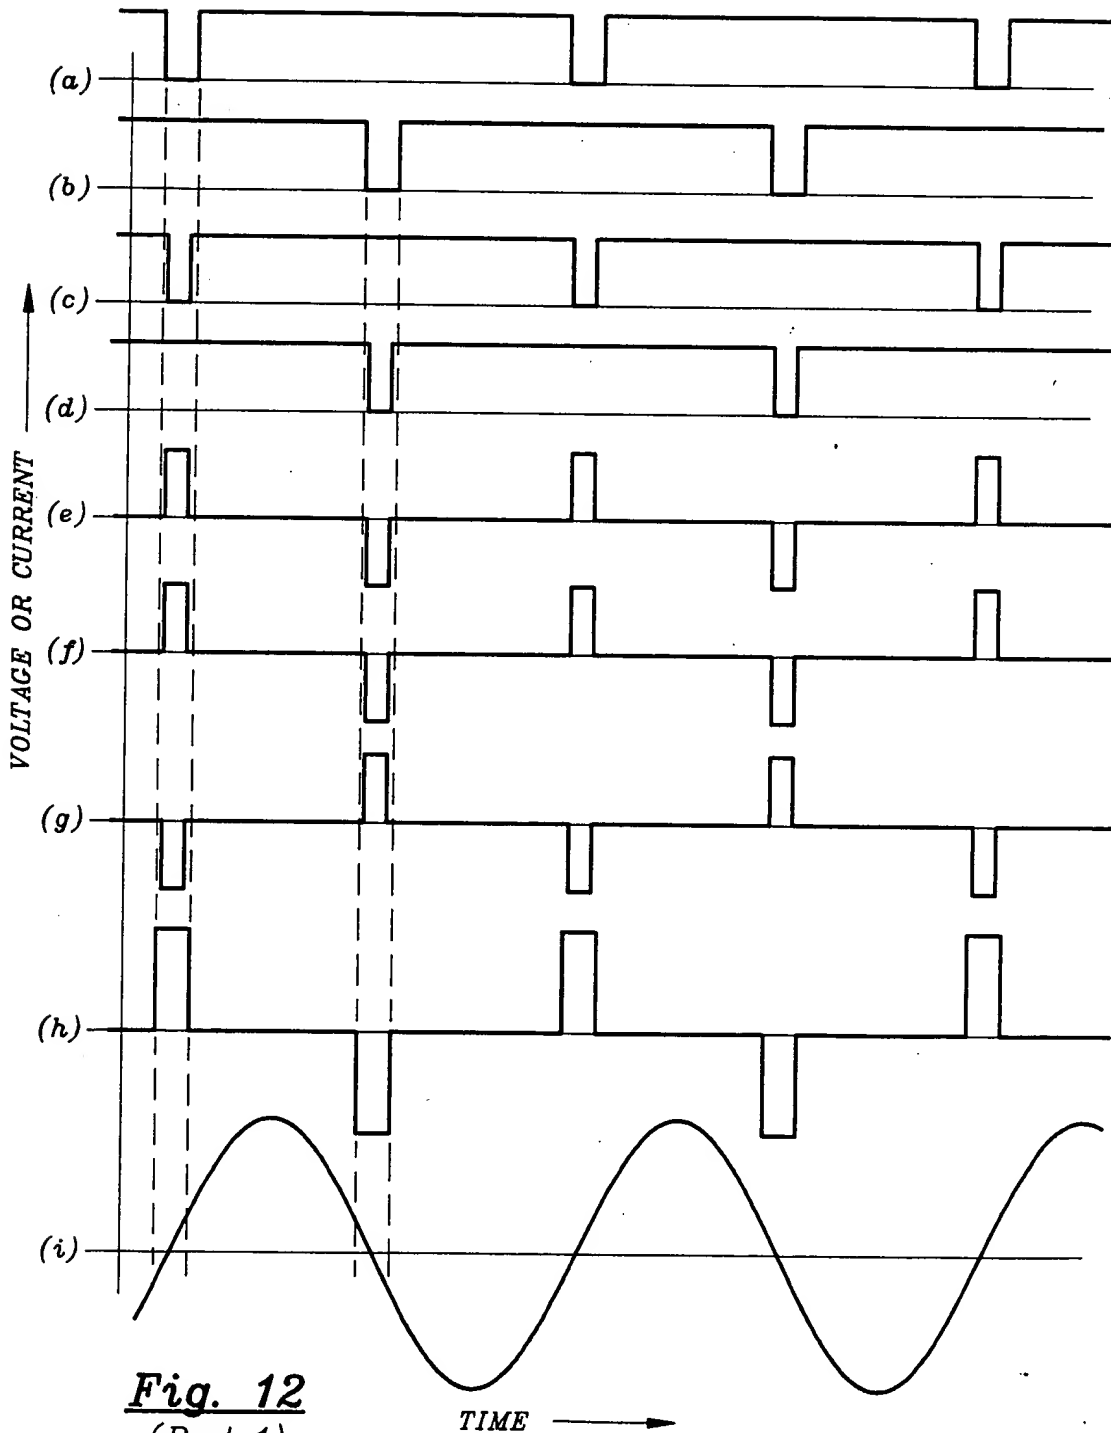 (a)
(b)
(c)
(d)
(e)
(f)
(g)
(h)
(i)
VOLTAGE OR CURRENT
Fig. 12
TIME